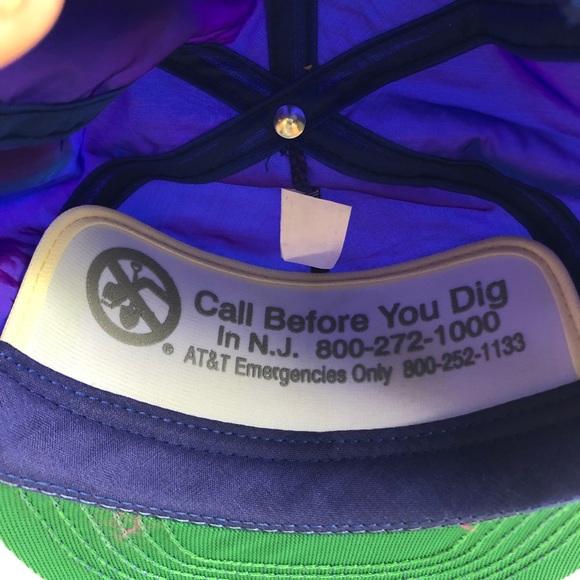 Call Before You Dig
In N.J. 800-272-1000
® AT&T Emergencies Only 800-252-1133